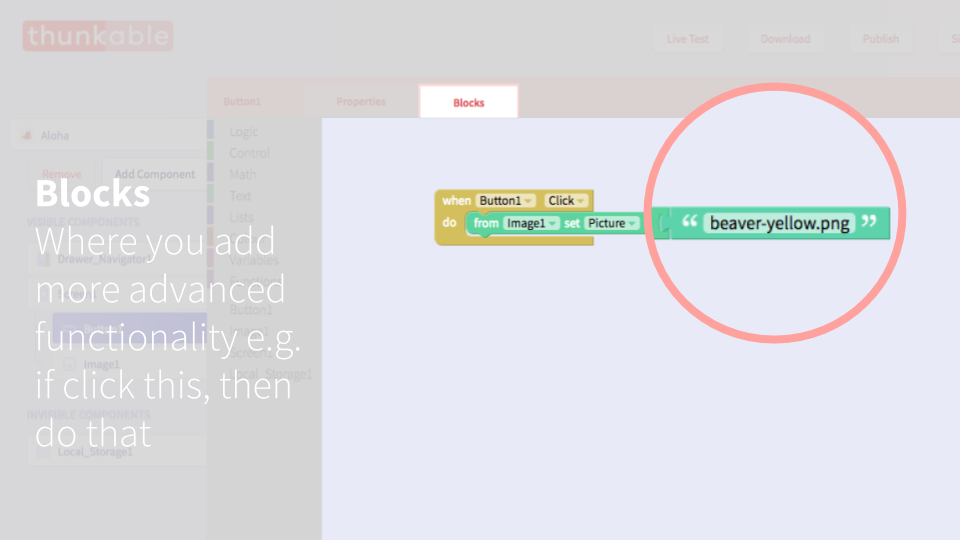 thunkable
Live Test
Download
Publish
Button1
Properties
Blocks
Aloha
Remove
Add Component
VISIBLE COMPONENTS
Drawer_Navigator1
Image1
INVISIBLE COMPONENTS
Local_Storage1
Logic
Control
Math
Text
Lists
Variables
Button1
Image1
Screen1
Local_Storage1
Blocks
Where you add
more advanced
functionality e.g.
if click this, then
do that
when Button1 Click
do from Image1 set Picture “ beaver-yellow.png ”